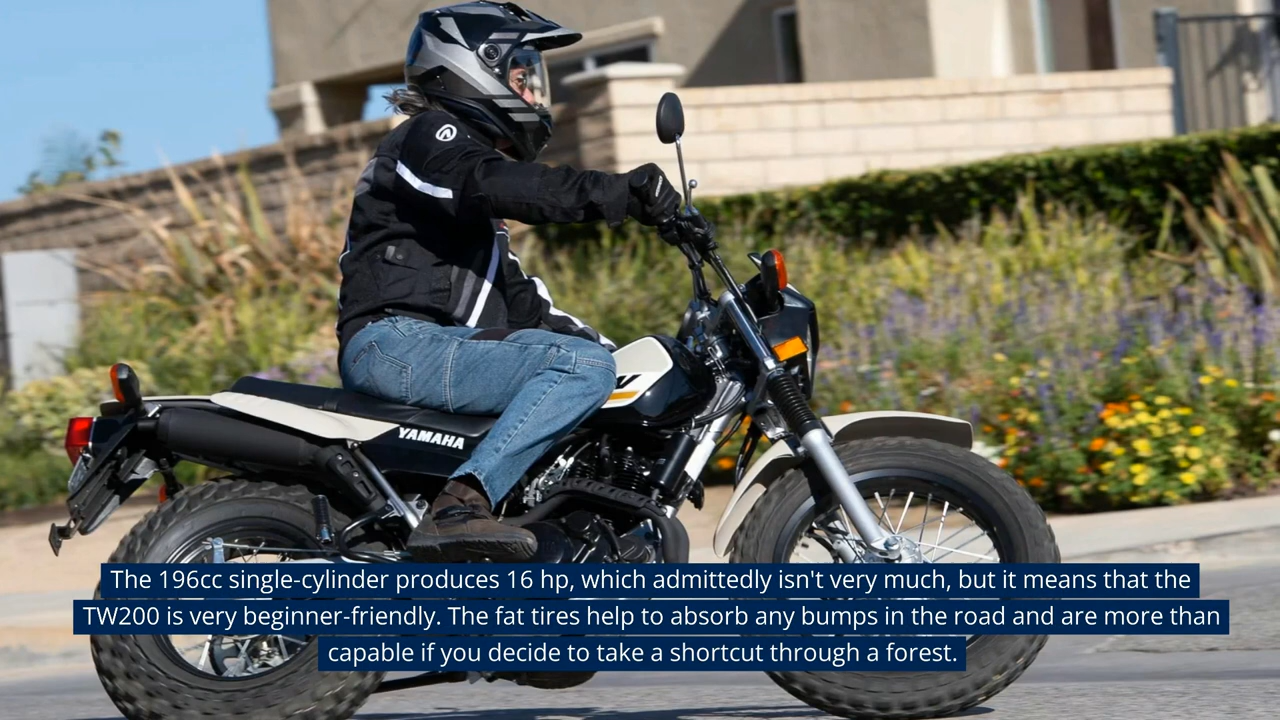 YAMAHA
The 196cc single-cylinder produces 16 hp, which admittedly isn't very much, but it means that the
TW200 is very beginner-friendly. The fat tires help to absorb any bumps in the road and are more than
capable if you decide to take a shortcut through a forest.